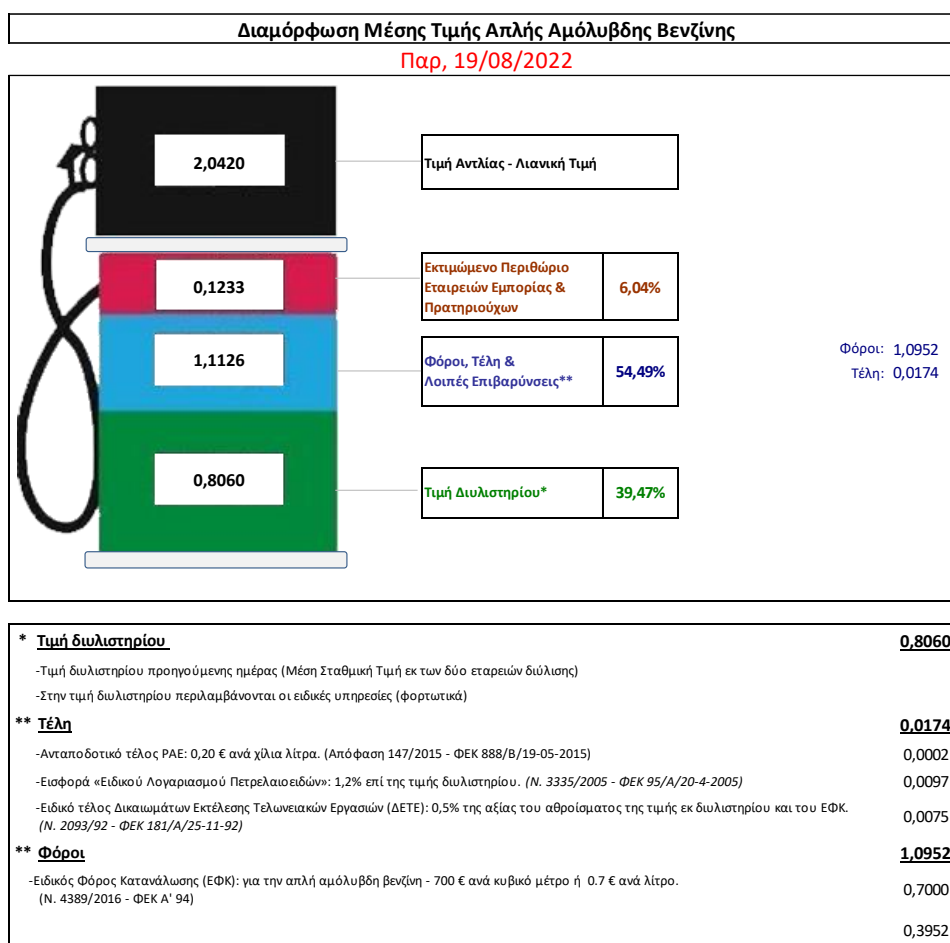 Διαμόρφωση Μέσης Τιμής Απλής Αμόλυβδης Βενζίνης
Παρ, 19/08/2022
2,0420
Τιμή Αντλίας - Λιανική Τιμή
0,1233
Εκτιμώμενο Περιθώριο
Εταιρειών Εμπορίας &
Πρατηριούχων
6,04%
1,1126
Φόροι, Τέλη &
Λοιπές Επιβαρύνσεις**
54,49%
Φόροι: 1,0952
Τέλη: 0,0174
0,8060
Τιμή Διυλιστηρίου*
39,47%
* Τιμή διυλιστηρίου 0,8060
-Τιμή διυλιστηρίου προηγούμενης ημέρας (Μέση Σταθμική Τιμή εκ των δύο εταρειών διύλισης)
-Στην τιμή διυλιστηρίου περιλαμβάνονται οι ειδικές υπηρεσίες (φορτωτικά)
** Τέλη 0,0174
-Ανταποδοτικό τέλος ΡΑΕ: 0,20 € ανά χίλια λίτρα. (Απόφαση 147/2015 - ΦΕΚ 888/Β/19-05-2015) 0,0002
-Εισφορά «Ειδικού Λογαριασμού Πετρελαιοειδών»: 1,2% επί της τιμής διυλιστηρίου. (Ν. 3335/2005 - ΦΕΚ 95/Α/20-4-2005) 0,0097
-Ειδικό τέλος Δικαιωμάτων Εκτέλεσης Τελωνειακών Εργασιών (ΔΕΤΕ): 0,5% της αξίας του αθροίσματος της τιμής εκ διυλιστηρίου και του ΕΦΚ.
(Ν. 2093/92 - ΦΕΚ 181/Α/25-11-92) 0,0075
** Φόροι 1,0952
-Ειδικός Φόρος Κατανάλωσης (ΕΦΚ): για την απλή αμόλυβδη βενζίνη - 700 € ανά κυβικό μέτρο ή 0.7 € ανά λίτρο.
(Ν. 4389/2016 - ΦΕΚ Α' 94) 0,7000
0,3952